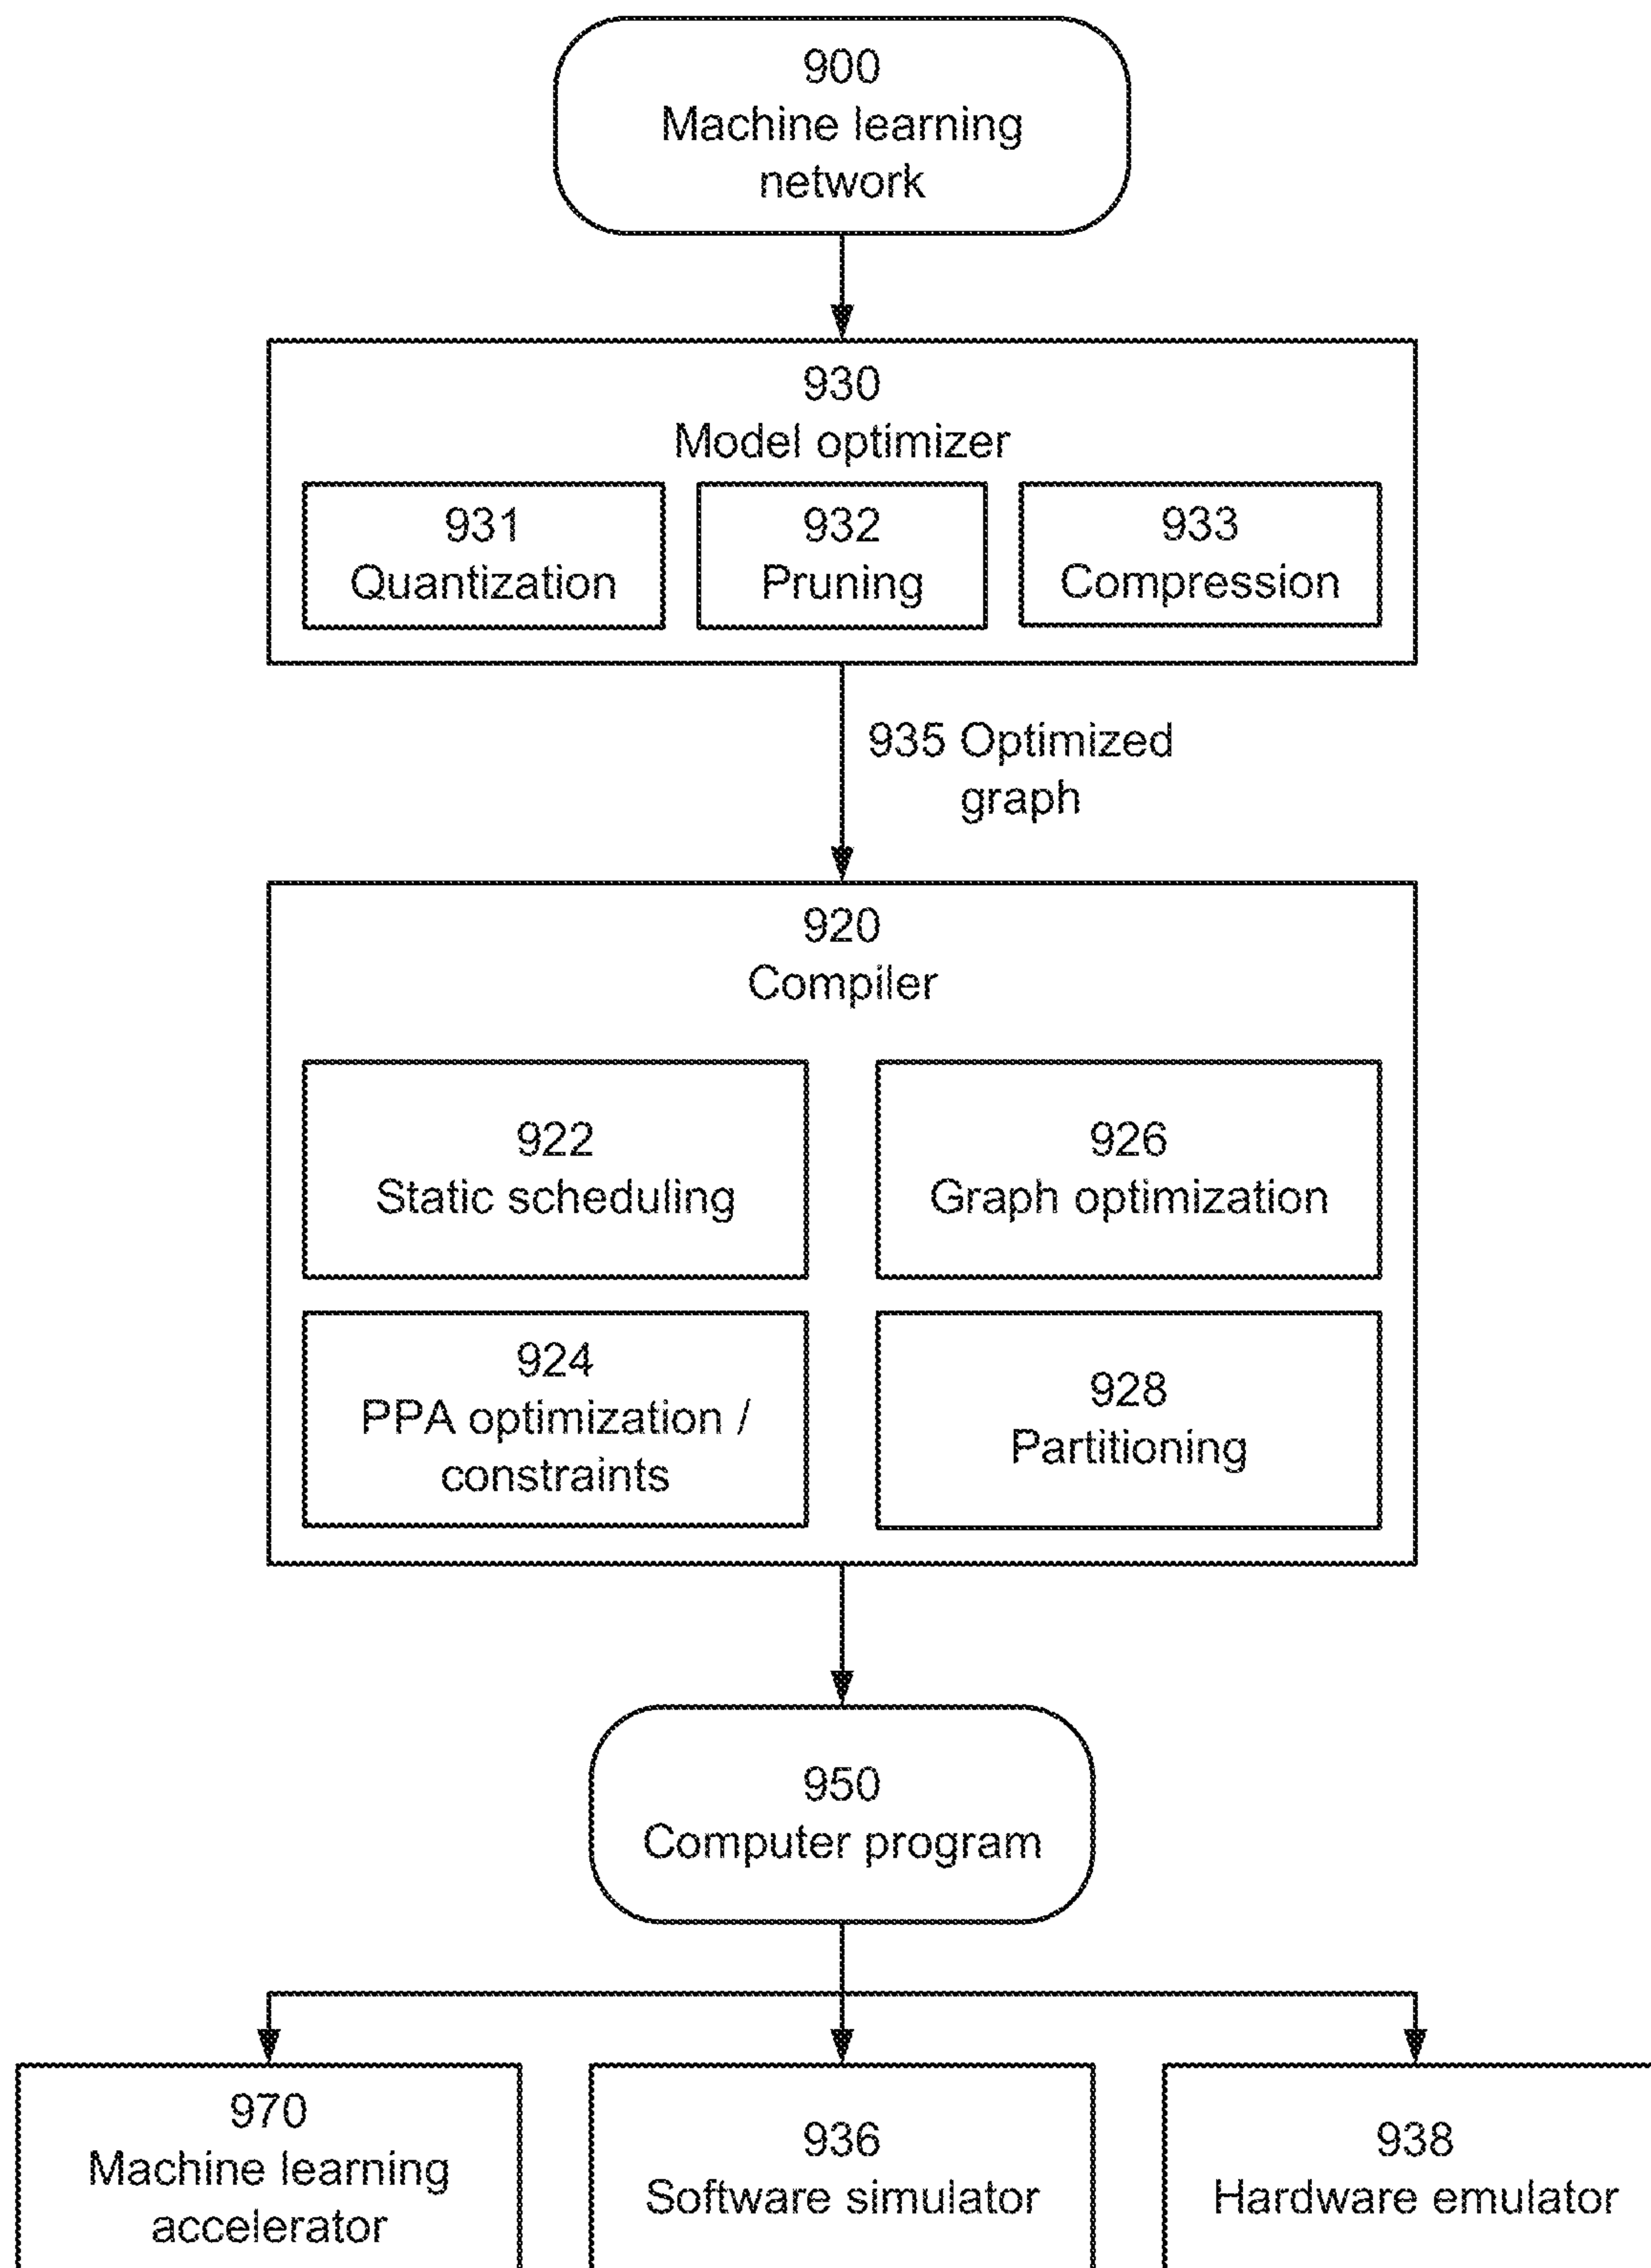 900
Machine learning
network
930
Model optimizer
931
Quantization
932
Pruning
933
Compression
935 Optimized
graph
920
Compiler
922
Static scheduling
926
Graph optimization
924
PPA optimization /
constraints
928
Partitioning
950
Computer program
970
Machine learning
accelerator
936
Software simulator
938
Hardware emulator